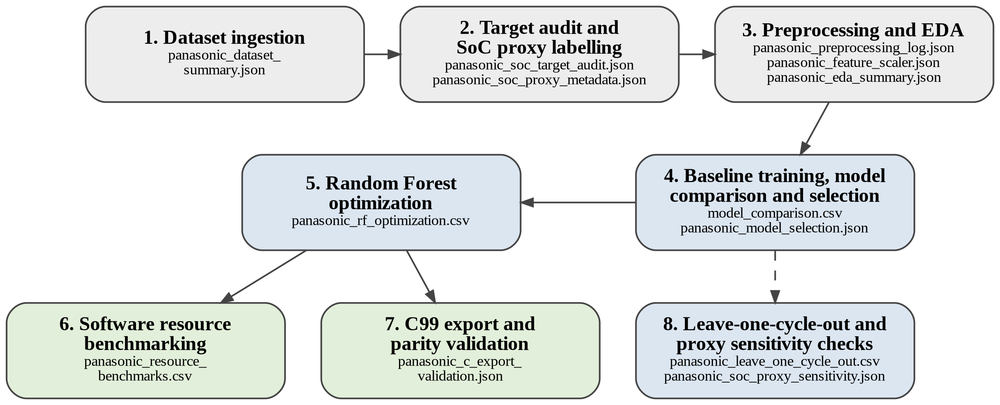 1. Dataset ingestion
panasonic_dataset_
summary.json
2. Target audit and
SoC proxy labelling
panasonic_soc_target_audit.json
panasonic_soc_proxy_metadata.json
3. Preprocessing and EDA
panasonic_preprocessing_log.json
panasonic_feature_scaler.json
panasonic_eda_summary.json
4. Baseline training, model
comparison and selection
model_comparison.csv
panasonic_model_selection.json
5. Random Forest
optimization
panasonic_rf_optimization.csv
6. Software resource
benchmarking
panasonic_resource_
benchmarks.csv
7. C99 export and
parity validation
panasonic_c_export_
validation.json
8. Leave-one-cycle-out and
proxy sensitivity checks
panasonic_leave_one_cycle_out.csv
panasonic_soc_proxy_sensitivity.json